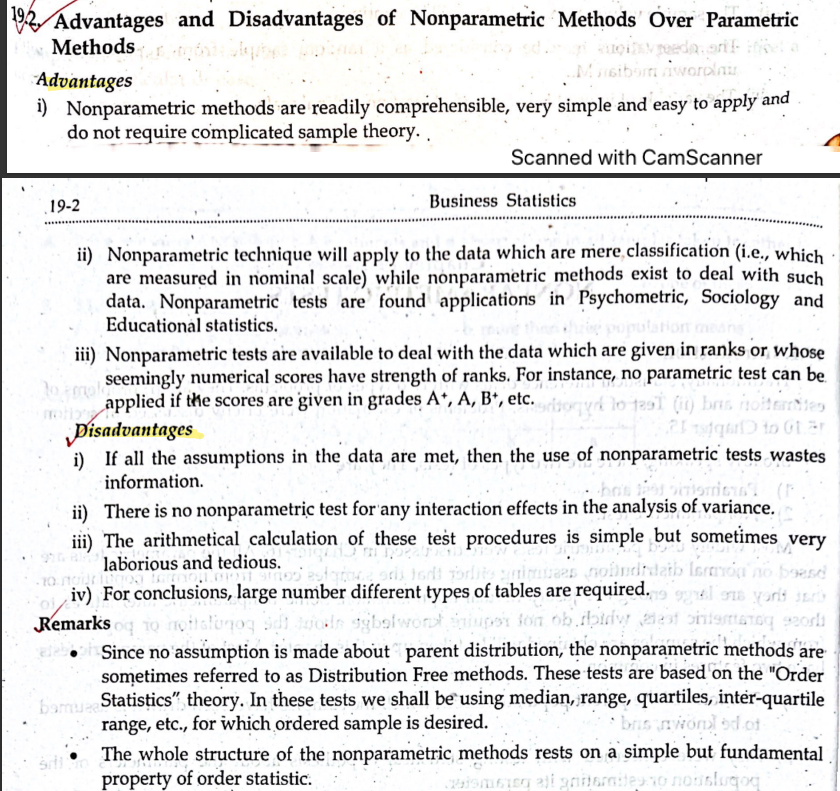 19.2. Advantages and Disadvantages of Nonparametric Methods Over Parametric
Methods
Advantages
i) Nonparametric methods are readily comprehensible, very simple and easy to apply and
do not require complicated sample theory.
Scanned with CamScanner
19-2 Business Statistics
ii) Nonparametric technique will apply to the data which are mere classification (i.e., which
are measured in nominal scale) while nonparametric methods exist to deal with such
data. Nonparametric tests are found applications in Psychometric, Sociology and
Educational statistics.
iii) Nonparametric tests are available to deal with the data which are given in ranks or whose
seemingly numerical scores have strength of ranks. For instance, no parametric test can be
applied if the scores are given in grades A⁺, A, B⁺, etc.
Disadvantages
i) If all the assumptions in the data are met, then the use of nonparametric tests wastes
information.
ii) There is no nonparametric test for any interaction effects in the analysis of variance.
iii) The arithmetical calculation of these test procedures is simple but sometimes very
laborious and tedious.
iv) For conclusions, large number different types of tables are required.
Remarks
• Since no assumption is made about parent distribution, the nonparametric methods are
sometimes referred to as Distribution Free methods. These tests are based on the "Order
Statistics" theory. In these tests we shall be using median, range, quartiles, inter-quartile
range, etc., for which ordered sample is desired.
• The whole structure of the nonparametric methods rests on a simple but fundamental
property of order statistic.